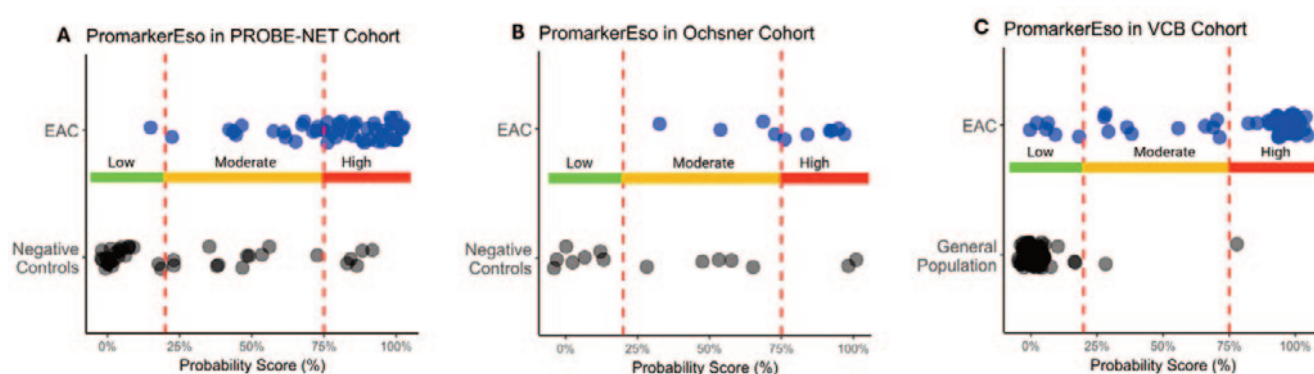 A PromarkerEso in PROBE-NET Cohort
EAC
Low Moderate High
Negative
Controls
0% 25% 50% 75% 100%
Probability Score (%)
B PromarkerEso in Ochsner Cohort
EAC
Low Moderate High
Negative
Controls
0% 25% 50% 75% 100%
Probability Score (%)
C PromarkerEso in VCB Cohort
EAC
Low Moderate High
General
Population
0% 25% 50% 75% 100%
Probability Score (%)